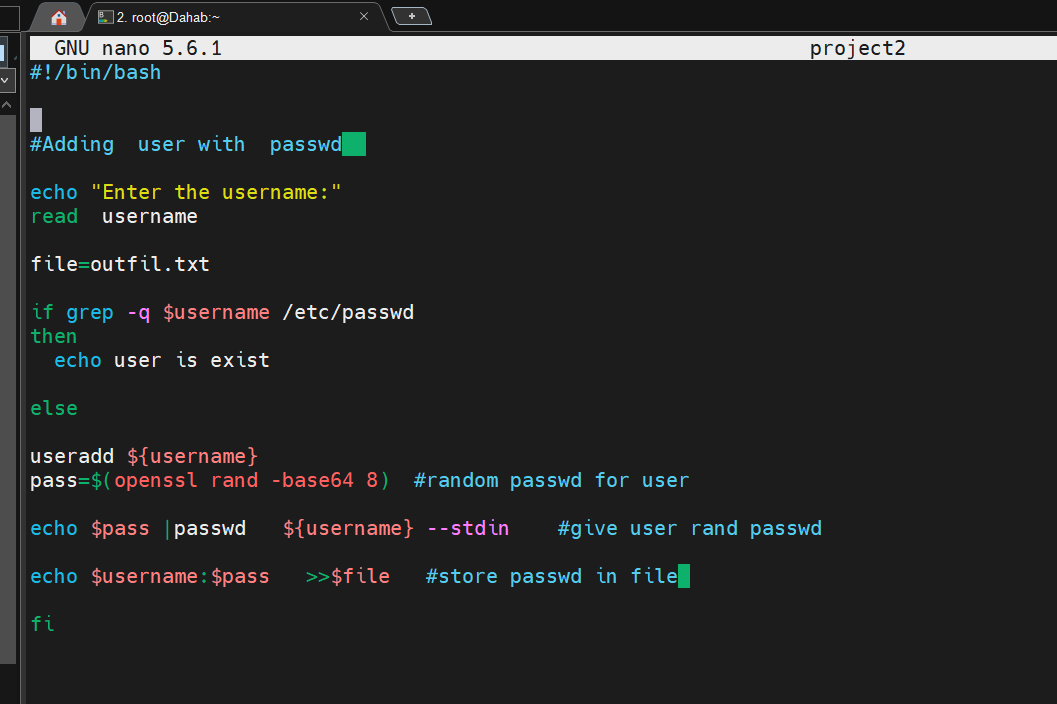 2. root@Dahab:~
GNU nano 5.6.1 project2
#!/bin/bash
#Adding  user with  passwd
echo "Enter the username:"
read  username
file=outfil.txt
if grep -q $username /etc/passwd
then
  echo user is exist
else
useradd ${username}
pass=$(openssl rand -base64 8)  #random passwd for user
echo $pass |passwd   ${username} --stdin    #give user rand passwd
echo $username:$pass   >>$file   #store passwd in file
fi